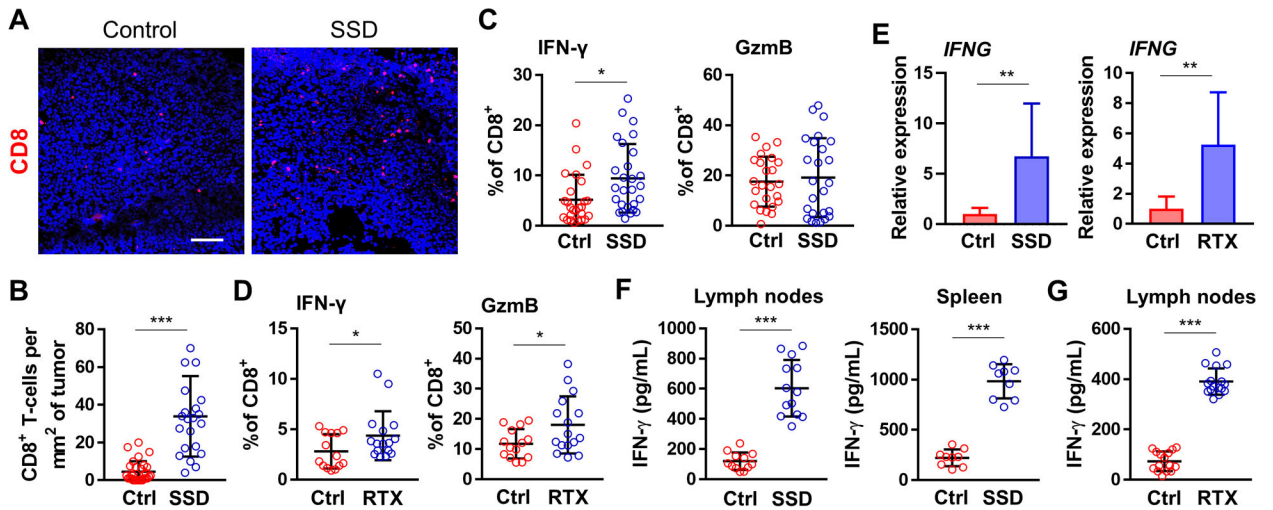 A
Control
SSD
CD8
B
CD8⁺ T-cells per
mm² of tumor
80
60
40
20
0
***
Ctrl
SSD
C
IFN-γ
%of CD8⁺
30
20
10
0
*
Ctrl
SSD
GzmB
%of CD8⁺
60
40
20
0
Ctrl
SSD
D
IFN-γ
%of CD8⁺
15
10
5
0
*
Ctrl
RTX
GzmB
%of CD8⁺
50
40
30
20
10
0
*
Ctrl
RTX
E
IFNG
Relative expression
15
10
5
0
**
Ctrl
SSD
IFNG
Relative expression
10
8
6
4
2
0
**
Ctrl
RTX
F
Lymph nodes
IFN-γ (pg/mL)
1000
800
600
400
200
0
***
Ctrl
SSD
Spleen
IFN-γ (pg/mL)
1500
1000
500
0
***
Ctrl
SSD
G
Lymph nodes
IFN-γ (pg/mL)
600
400
200
0
***
Ctrl
RTX